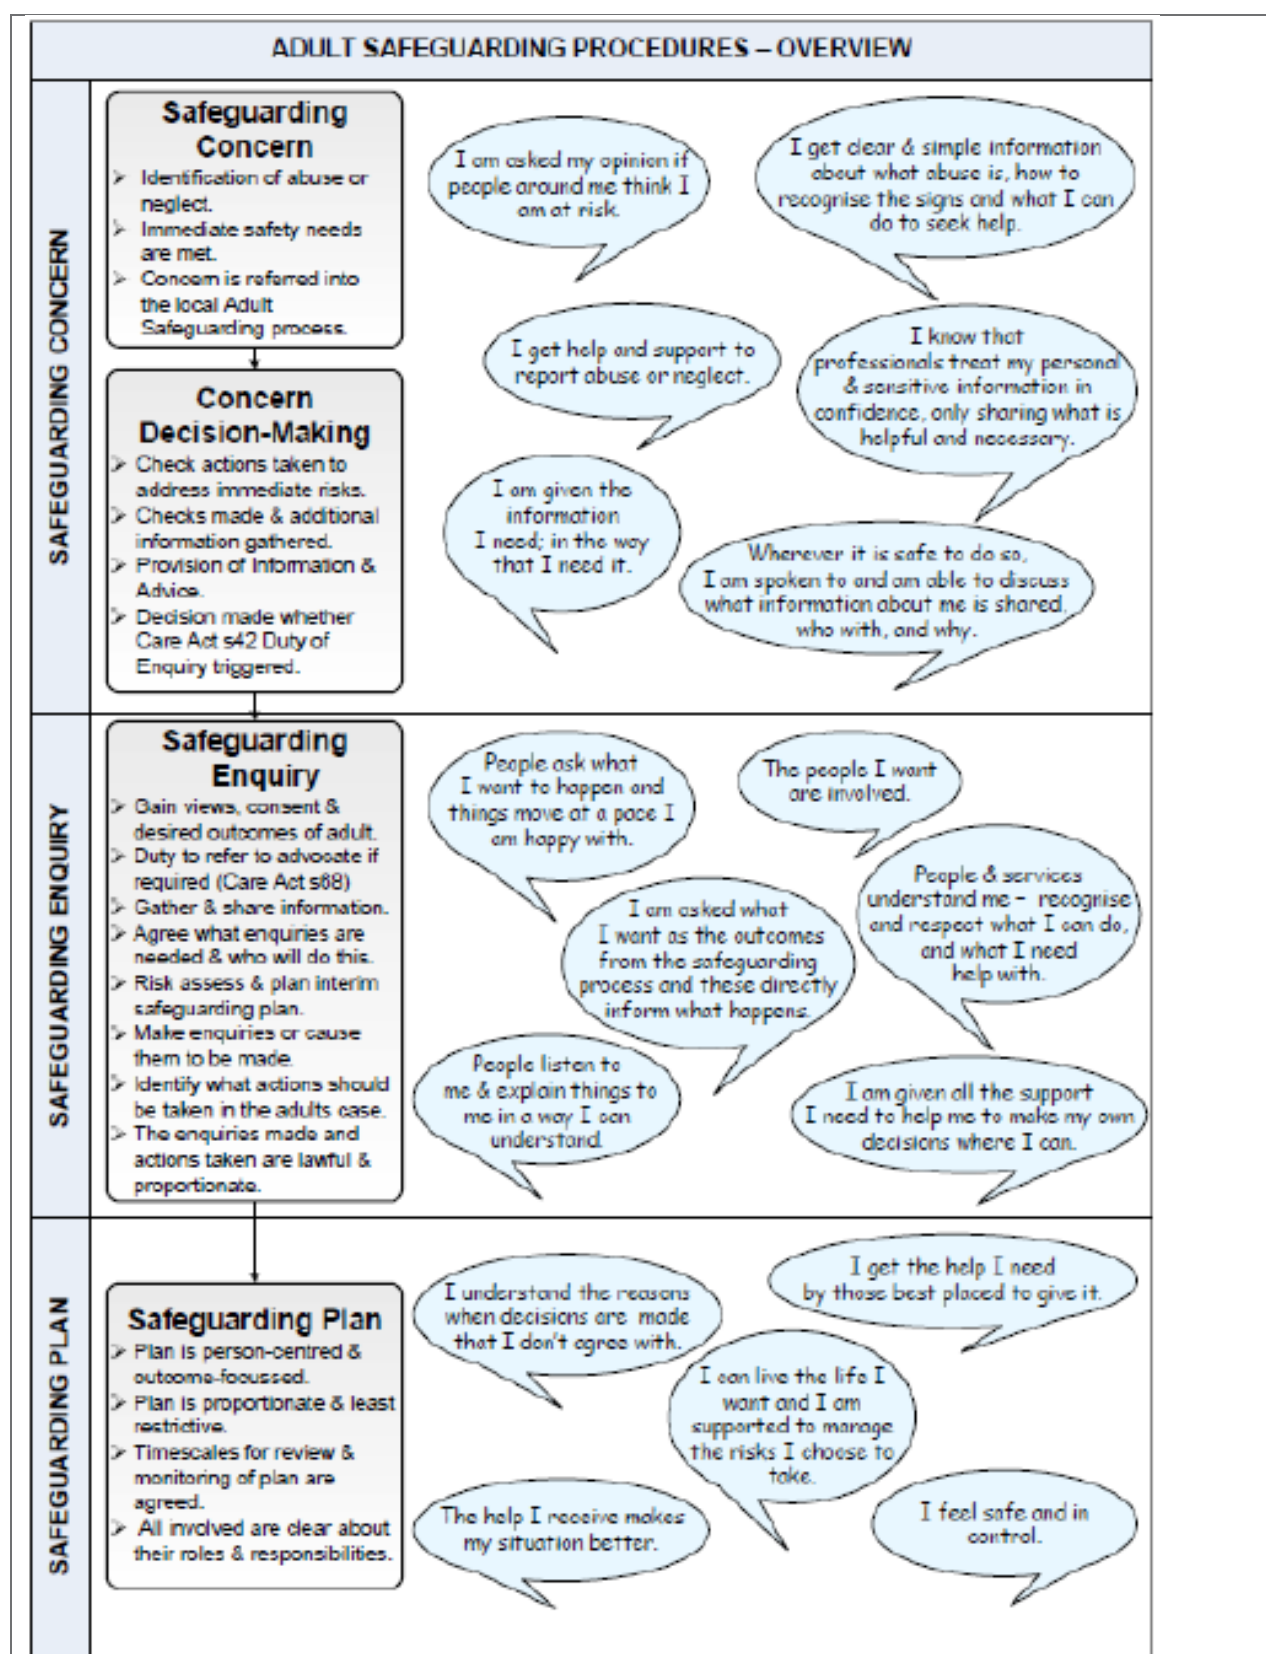 ADULT SAFEGUARDING PROCEDURES – OVERVIEW
SAFEGUARDING CONCERN
Safeguarding
Concern
➢ Identification of abuse or
neglect.
➢ Immediate safety needs
are met.
➢ Concern is referred into
the local Adult
Safeguarding process.
Concern
Decision-Making
➢ Check actions taken to
address immediate risks.
➢ Checks made & additional
information gathered.
➢ Provision of Information &
Advice.
➢ Decision made whether
Care Act s42 Duty of
Enquiry triggered.
I am asked my opinion if
people around me think I
am at risk.
I get clear & simple information
about what abuse is, how to
recognise the signs and what I can
do to seek help.
I get help and support to
report abuse or neglect.
I know that
professionals treat my personal
& sensitive information in
confidence, only sharing what is
helpful and necessary.
I am given the
information
I need; in the way
that I need it.
Wherever it is safe to do so,
I am spoken to and am able to discuss
what information about me is shared,
who with, and why.
SAFEGUARDING ENQUIRY
Safeguarding
Enquiry
➢ Gain views, consent &
desired outcomes of adult.
➢ Duty to refer to advocate if
required (Care Act s68)
➢ Gather & share information.
➢ Agree what enquiries are
needed & who will do this.
➢ Risk assess & plan interim
safeguarding plan.
➢ Make enquiries or cause
them to be made.
➢ Identify what actions should
be taken in the adults case.
➢ The enquiries made and
actions taken are lawful &
proportionate.
People ask what
I want to happen and
things move at a pace I
am happy with.
The people I want
are involved.
People & services
understand me – recognise
and respect what I can do,
and what I need
help with.
I am asked what
I want as the outcomes
from the safeguarding
process and these directly
inform what happens.
People listen to
me & explain things to
me in a way I can
understand.
I am given all the support
I need to help me to make my own
decisions where I can.
SAFEGUARDING PLAN
Safeguarding Plan
➢ Plan is person-centred &
outcome-focussed.
➢ Plan is proportionate & least
restrictive.
➢ Timescales for review &
monitoring of plan are
agreed.
➢ All involved are clear about
their roles & responsibilities.
I understand the reasons
when decisions are made
that I don't agree with.
I get the help I need
by those best placed to give it.
I can live the life I
want and I am
supported to manage
the risks I choose to
take.
The help I receive makes
my situation better.
I feel safe and in
control.